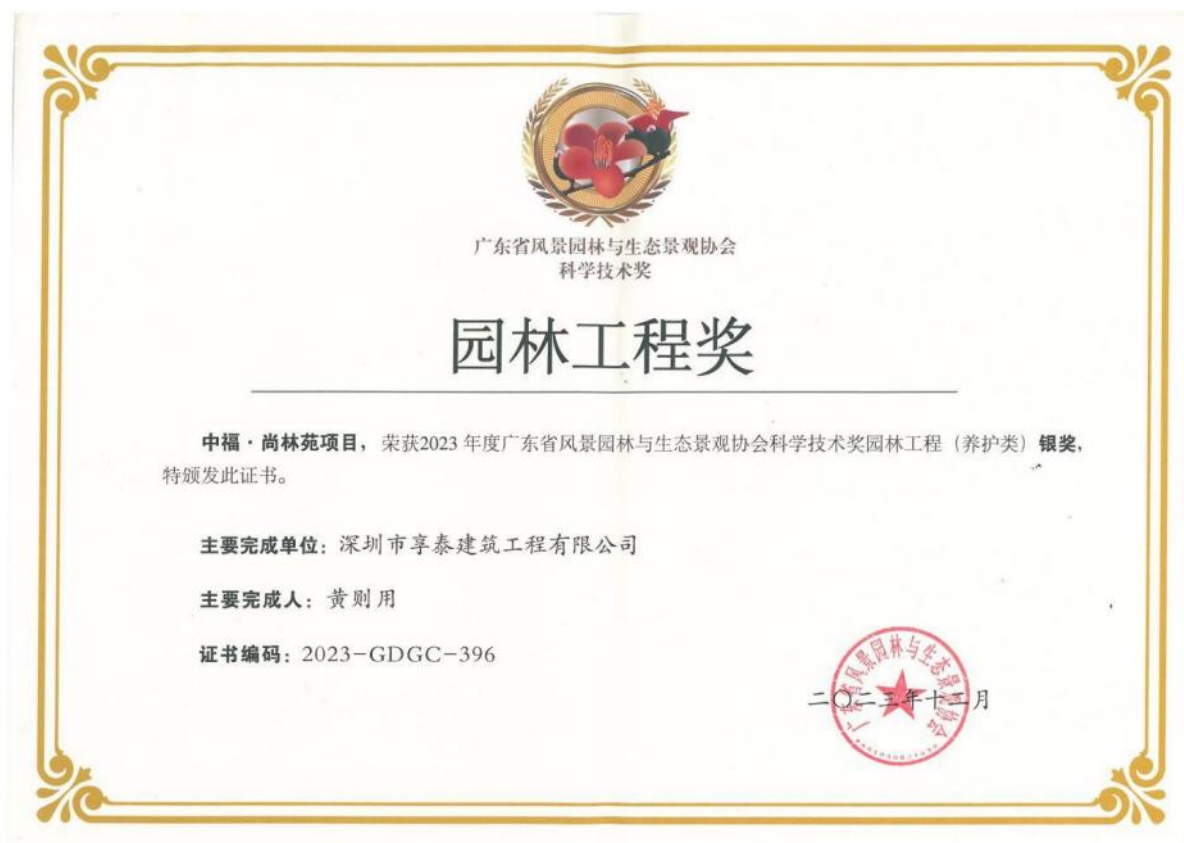 广东省风景园林与生态景观协会
科学技术奖
园林工程奖
中福·尚林苑项目，荣获2023年度广东省风景园林与生态景观协会科学技术奖园林工程（养护类）银奖，
特颁发此证书。
主要完成单位：深圳市享泰建筑工程有限公司
主要完成人：黄则用
证书编码：2023-GDGC-396
广东省风景园林与生态景观协会
二〇二三年十二月